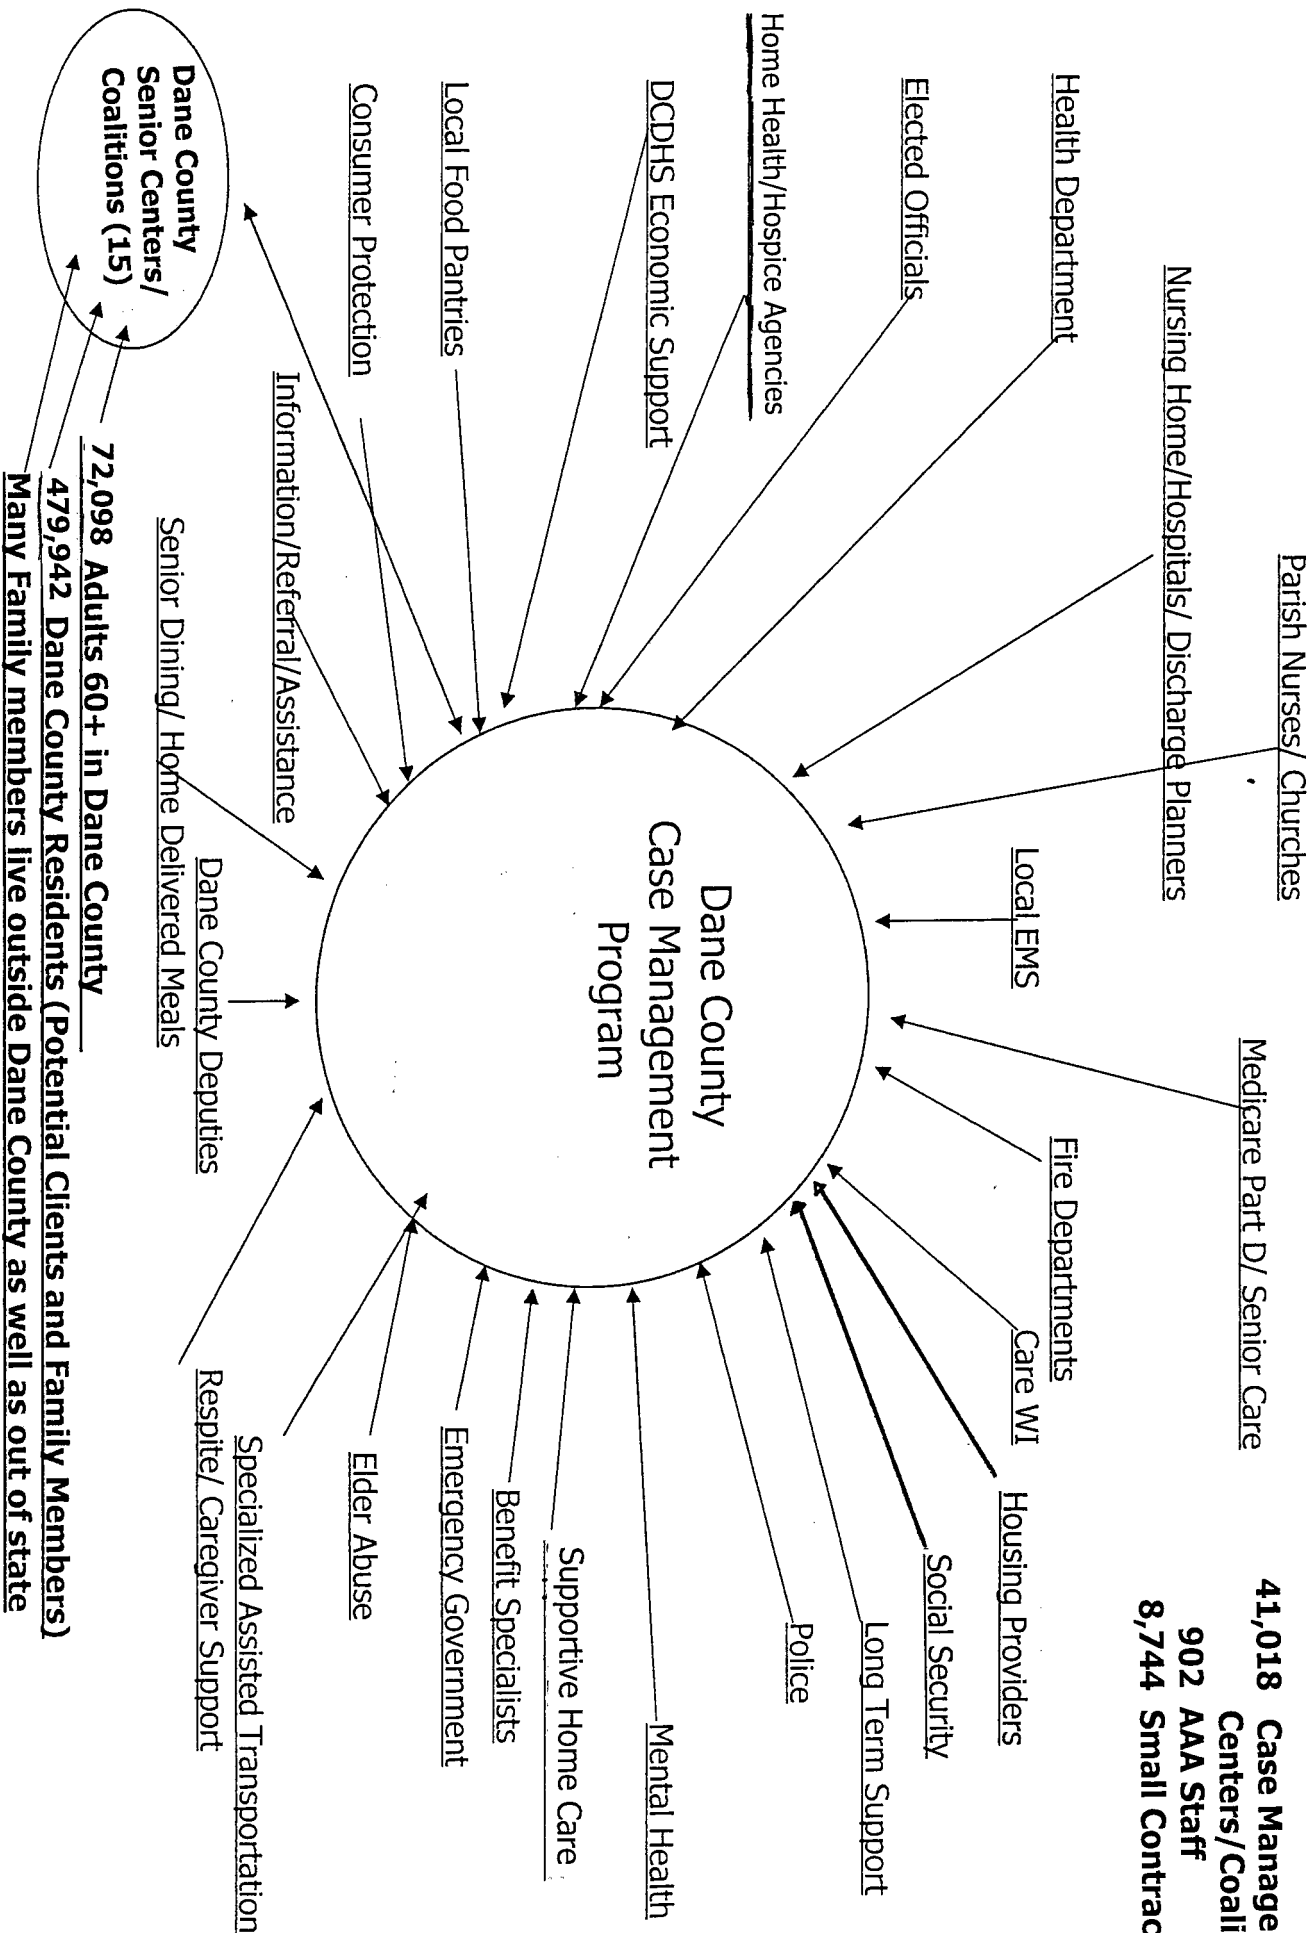 Parish Nurses/ Churches
41,018 Case Manage
Centers/Coali
902 AAA Staff
8,744 Small Contrac
Medicare Part D/ Senior Care
Nursing Home/Hospitals/ Discharge Planners
Health Department
Fire Departments
Local EMS
Care WI
Housing Providers
Elected Officials
Social Security
Long Term Support
Home Health/Hospice Agencies
Police
Dane County
Case Management
Program
DCDHS Economic Support
Mental Health
Supportive Home Care
Benefit Specialists
Local Food Pantries
Emergency Government
Consumer Protection
Elder Abuse
Information/Referral/Assistance
Specialized Assisted Transportation
Dane County Deputies
Respite/ Caregiver Support
Senior Dining/ Home Delivered Meals
Dane County
Senior Centers/
Coalitions (15)
72,098 Adults 60+ in Dane County
479,942 Dane County Residents (Potential Clients and Family Members)
Many Family members live outside Dane County as well as out of state